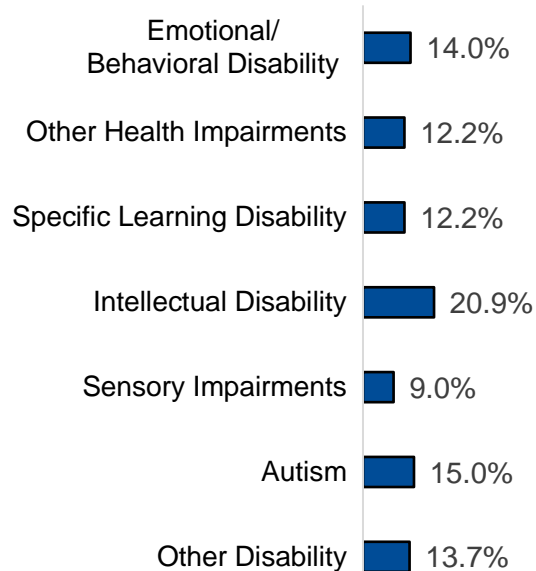 Emotional/
Behavioral Disability
14.0%
Other Health Impairments 12.2%
Specific Learning Disability 12.2%
Intellectual Disability 20.9%
Sensory Impairments 9.0%
Autism 15.0%
Other Disability 13.7%